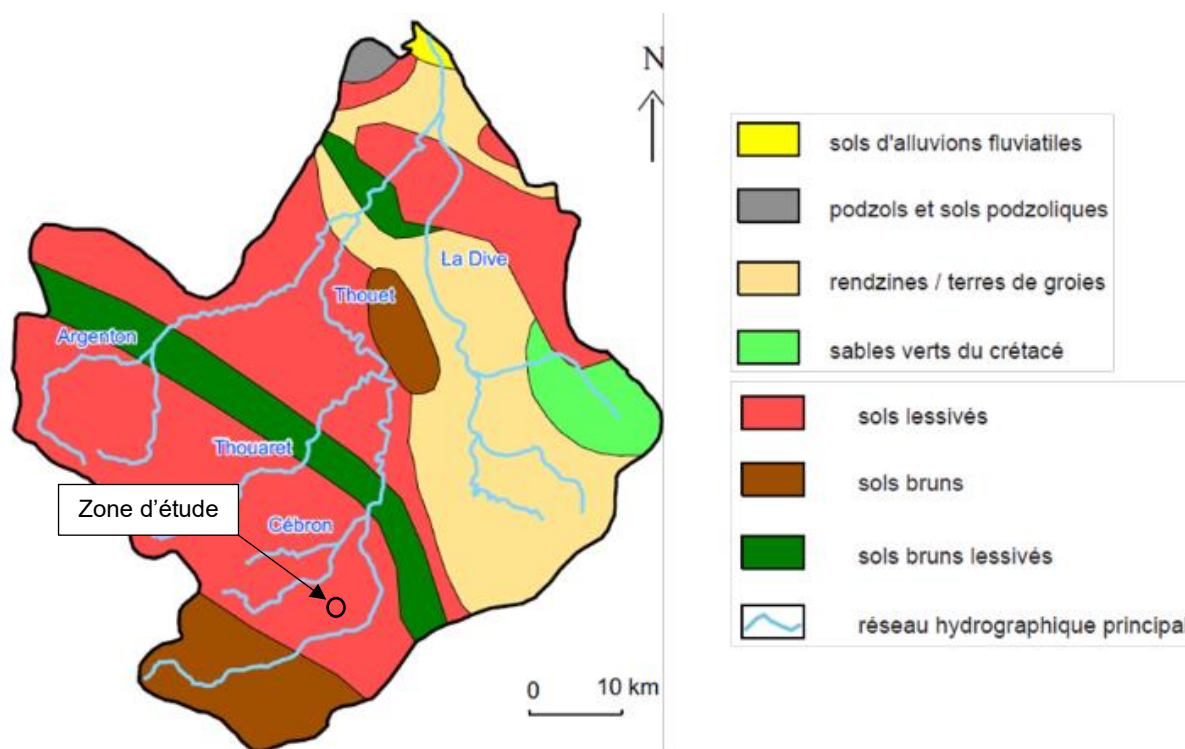 N
La Dive
Thouet
Argenton
Thouaret
Zone d'étude
Cébron
0 10 km
sols d'alluvions fluviatiles
podzols et sols podzoliques
rendzines / terres de groies
sables verts du crétacé
sols lessivés
sols bruns
sols bruns lessivés
réseau hydrographique principal